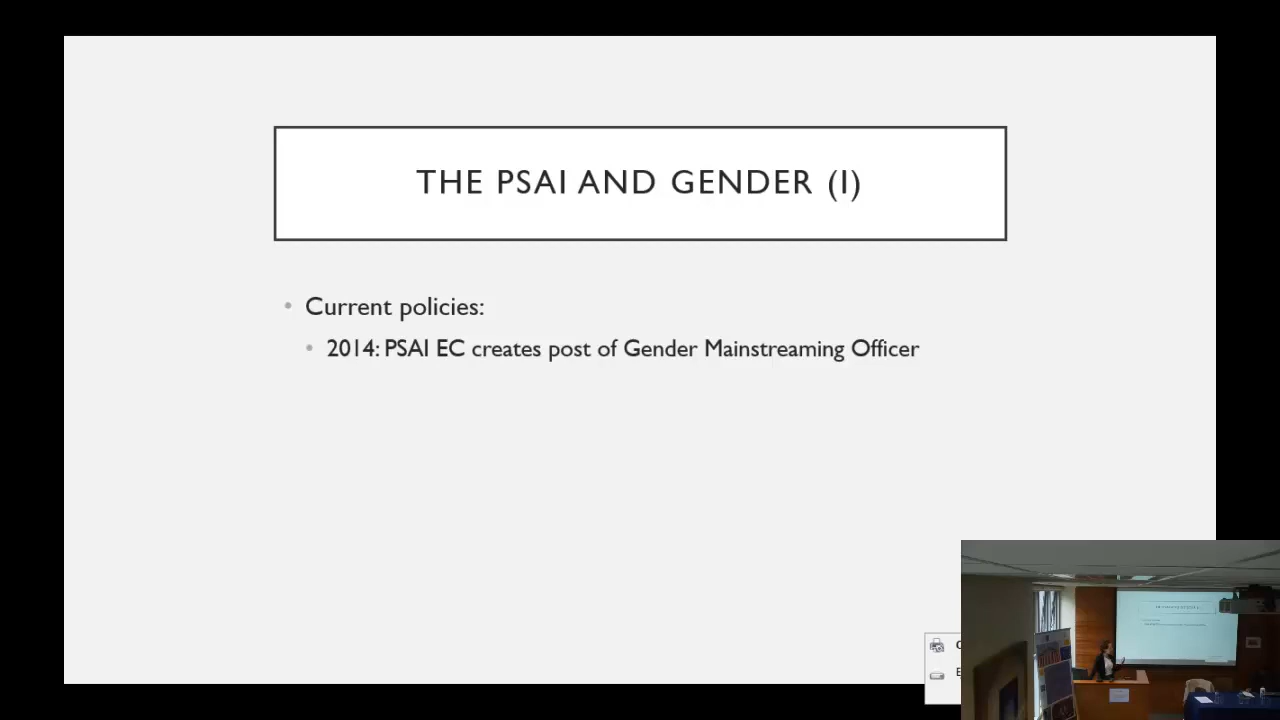 THE PSAI AND GENDER (I)
Current policies:
2014: PSAI EC creates post of Gender Mainstreaming Officer